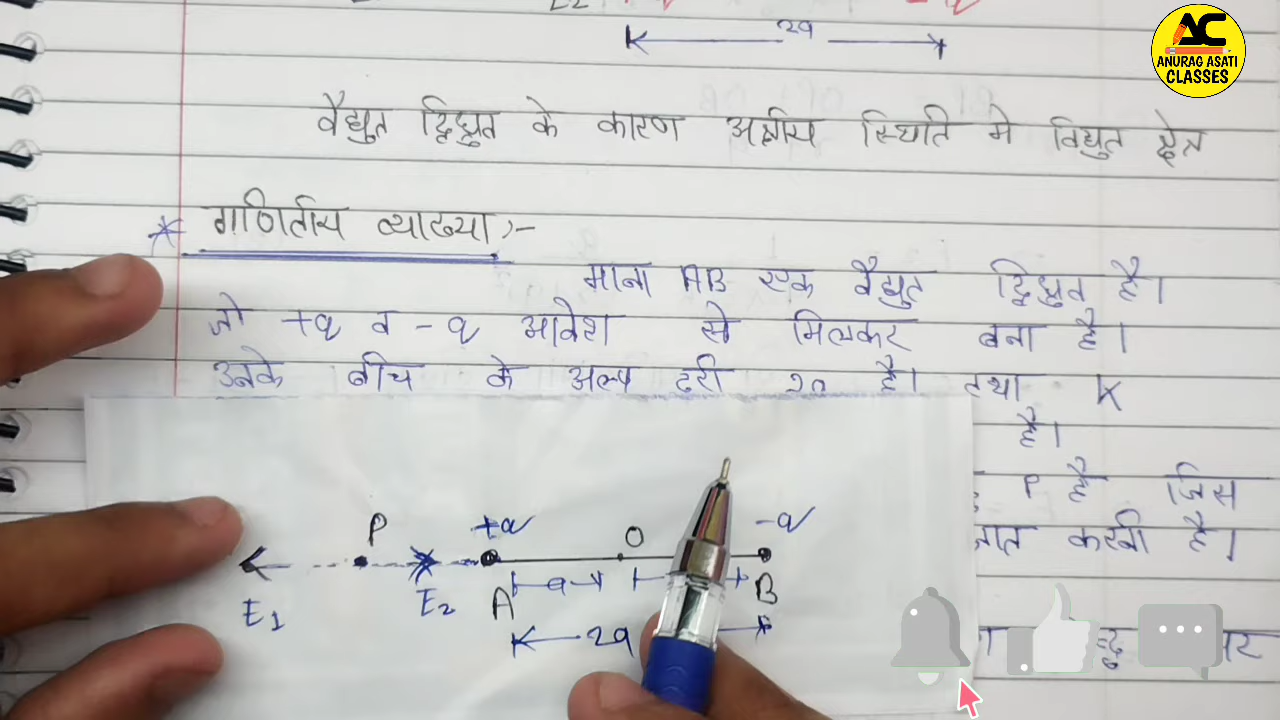 2a
ANURAG ASATI
CLASSES
वैद्युत द्विध्रुव के कारण अक्षीय स्थिति मे विद्युत क्षेत्र
* गणितीय व्याख्या :-
माना AB एक वैद्युत द्विध्रुव है।
जो +q व -q आवेश से मिलकर बना है।
उनके बीच के अल्प दूरी 2a है। तथा K
है।
P है जिस
ज्ञात करनी है।
P +q O -q
E1 E2 A a B
2a